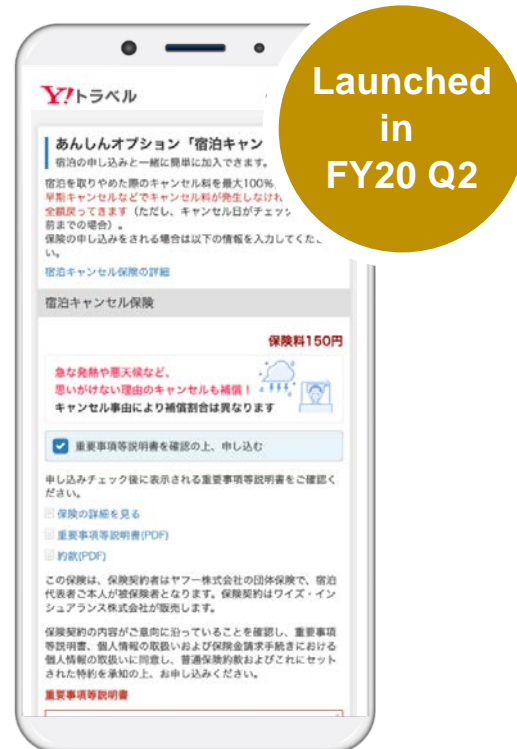 Y!トラベル
Launched
in
FY20 Q2
あんしんオプション「宿泊キャン
宿泊の申し込みと一緒に簡単に加入できます。
宿泊を取りやめた際のキャンセル料を最大100%
早期キャンセルなどでキャンセル料が発生しなけれ
全額戻ってきます（ただし、キャンセル日がチェッ
前までの場合）。
保険の申し込みをされる場合は以下の情報を入力してくださ
い。
宿泊キャンセル保険の詳細
宿泊キャンセル保険
保険料150円
急な発熱や悪天候など、
思いがけない理由のキャンセルも補償！
キャンセル事由により補償割合は異なります
重要事項等説明書を確認の上、申し込む
申し込みチェック後に表示される重要事項等説明書をご確認く
ださい。
保険の詳細を見る
重要事項等説明書(PDF)
約款(PDF)
この保険は、保険契約者はヤフー株式会社の団体保険で、宿泊
代表者ご本人が被保険者となります。保険契約はワイズ・イン
シュアランス株式会社が販売します。
保険契約の内容がご意向に沿っていることを確認し、重要事項
等説明書、個人情報の取扱いおよび保険金請求手続きにおける
個人情報の取扱いに同意し、普通保険約款およびこれにセット
された特約を承知の上、お申し込みください。
重要事項等説明書